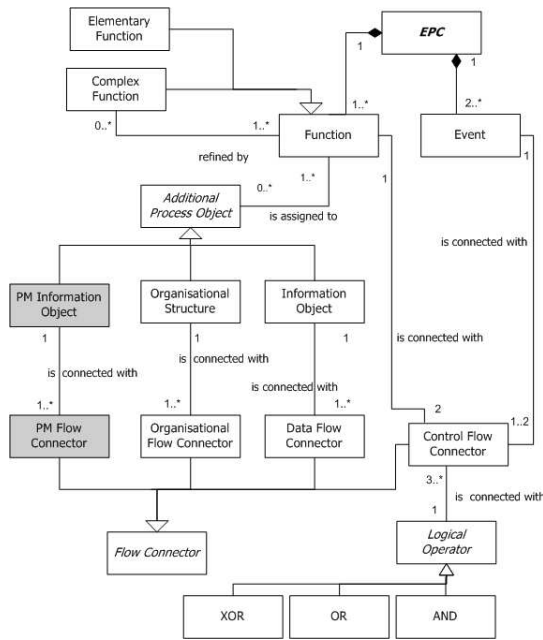 Elementary
Function
EPC
1
1
Complex
Function
0..*
1..*
1..*
2..*
Function
Event
refined by
1..*
1
1
Additional
Process Object
0..*
is assigned to
is connected with
PM Information
Object
Organisational
Structure
Information
Object
1
1
1
is connected with
is connected with
is connected with
is connected with
1..*
1..*
1..*
2
1..2
PM Flow
Connector
Organisational
Flow Connector
Data Flow
Connector
Control Flow
Connector
3..*
is connected with
1
Flow Connector
Logical
Operator
XOR
OR
AND